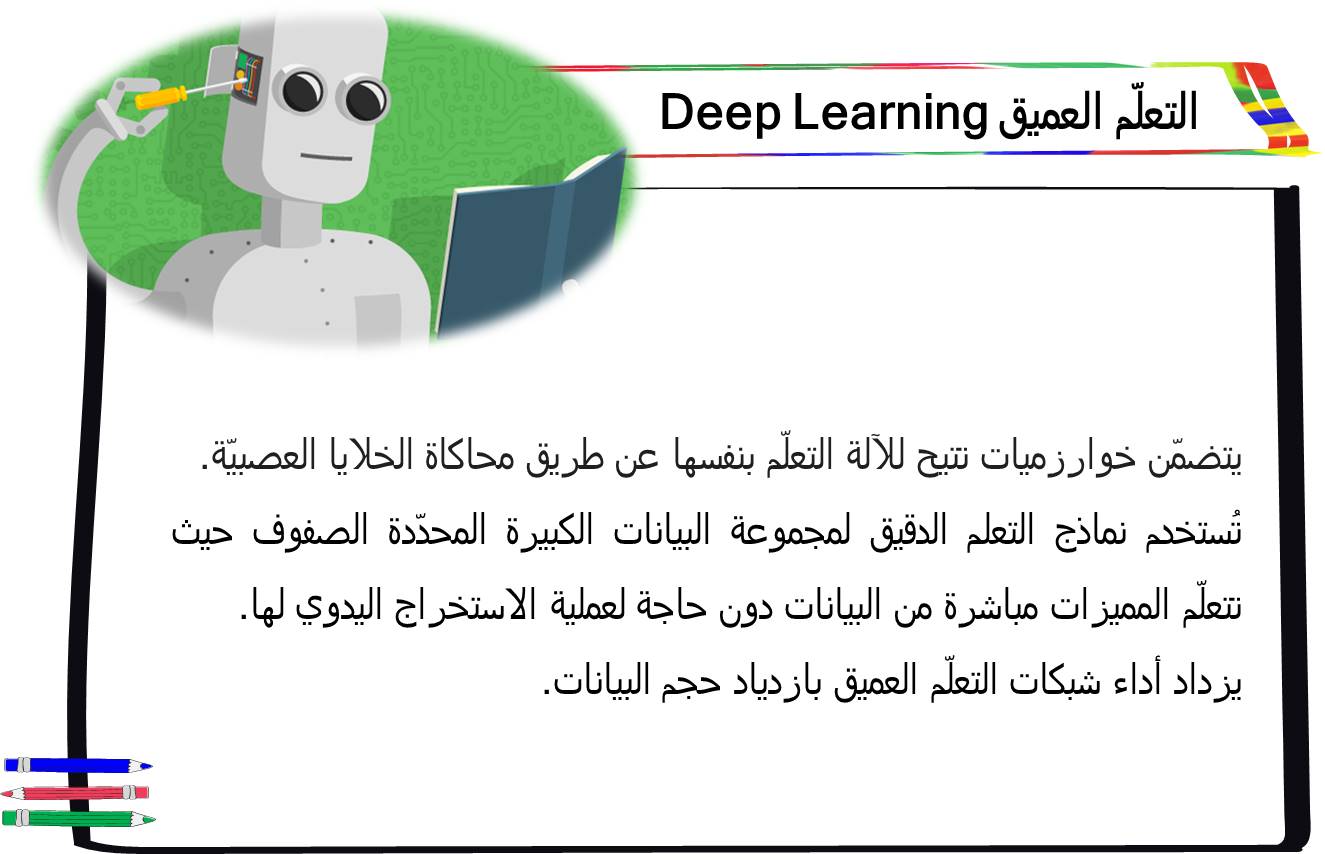 التعلّم العميق Deep Learning
يتضمّن خوارزميات تتيح للآلة التعلّم بنفسها عن طريق محاكاة الخلايا العصبيّة.
تُستخدم نماذج التعلم الدقيق لمجموعة البيانات الكبيرة المحدّدة الصفوف حيث
تتعلّم المميزات مباشرة من البيانات دون حاجة لعملية الاستخراج اليدوي لها.
يزداد أداء شبكات التعلّم العميق بازدياد حجم البيانات.